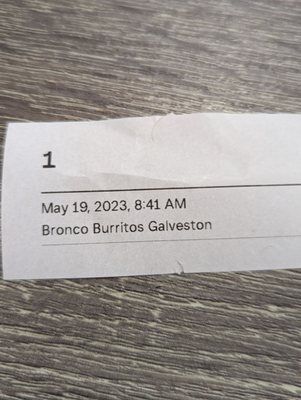 1
May 19, 2023, 8:41 AM
Bronco Burritos Galveston